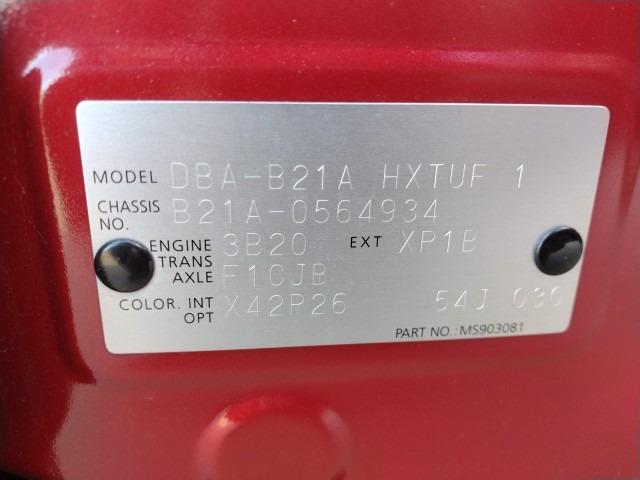 MODEL DBA-B21A HXTUF 1
CHASSIS NO. B21A-0564934
ENGINE 3B20 EXT XP1B
TRANS AXLE F1CJB
COLOR. INT OPT X42P26 54J 030
PART NO.: MS903081